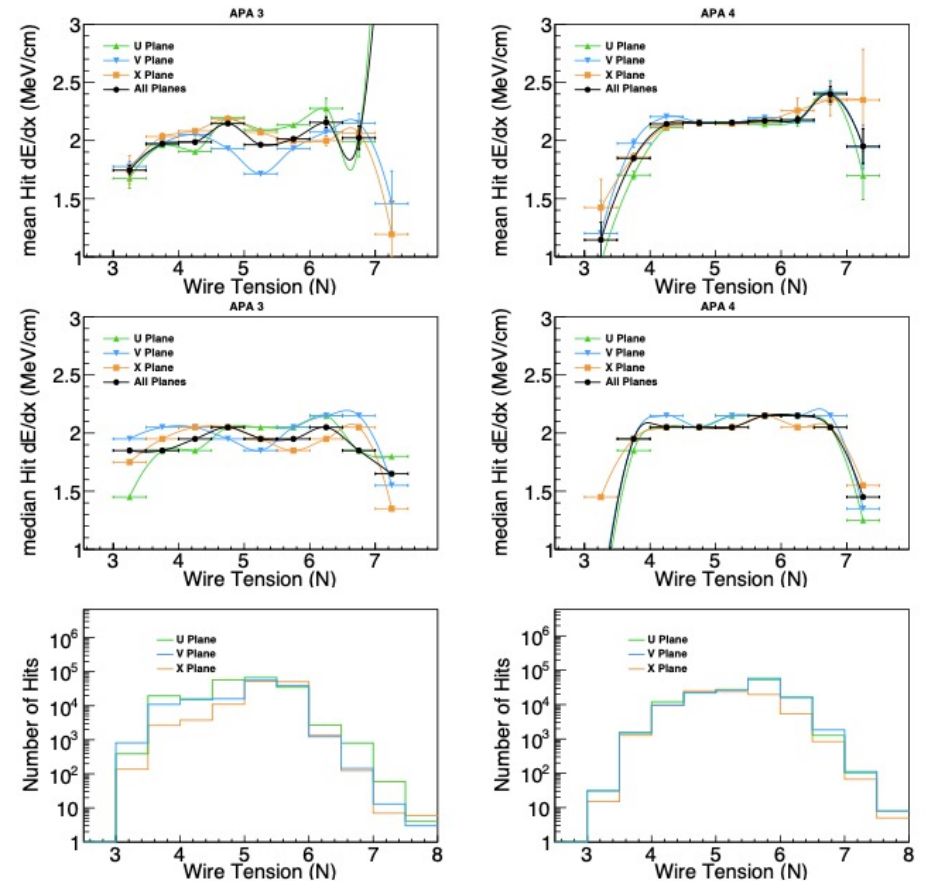 APA 3
mean Hit dE/dx (MeV/cm)
3
2.5
2
1.5
1
U Plane
V Plane
X Plane
All Planes
3 4 5 6 7
Wire Tension (N)
APA 4
mean Hit dE/dx (MeV/cm)
3
2.5
2
1.5
1
U Plane
V Plane
X Plane
All Planes
3 4 5 6 7
Wire Tension (N)
APA 3
median Hit dE/dx (MeV/cm)
3
2.5
2
1.5
1
U Plane
V Plane
X Plane
All Planes
3 4 5 6 7
Wire Tension (N)
APA 4
median Hit dE/dx (MeV/cm)
3
2.5
2
1.5
1
U Plane
V Plane
X Plane
All Planes
3 4 5 6 7
Wire Tension (N)
Number of Hits
10⁶
10⁵
10⁴
10³
10²
10
1
U Plane
V Plane
X Plane
3 4 5 6 7 8
Wire Tension (N)
Number of Hits
10⁶
10⁵
10⁴
10³
10²
10
1
U Plane
V Plane
X Plane
3 4 5 6 7 8
Wire Tension (N)